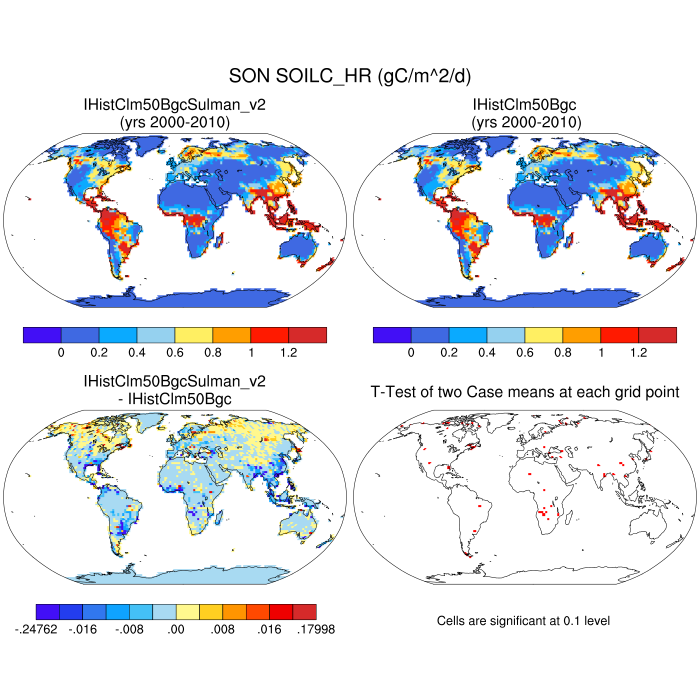 SON SOILC_HR (gC/m^2/d)
IHistClm50BgcSulman_v2
(yrs 2000-2010)
IHistClm50Bgc
(yrs 2000-2010)
0 0.2 0.4 0.6 0.8 1 1.2
0 0.2 0.4 0.6 0.8 1 1.2
IHistClm50BgcSulman_v2
- IHistClm50Bgc
T-Test of two Case means at each grid point
-.24762 -.016 -.008 .00 .008 .016 .17998
Cells are significant at 0.1 level